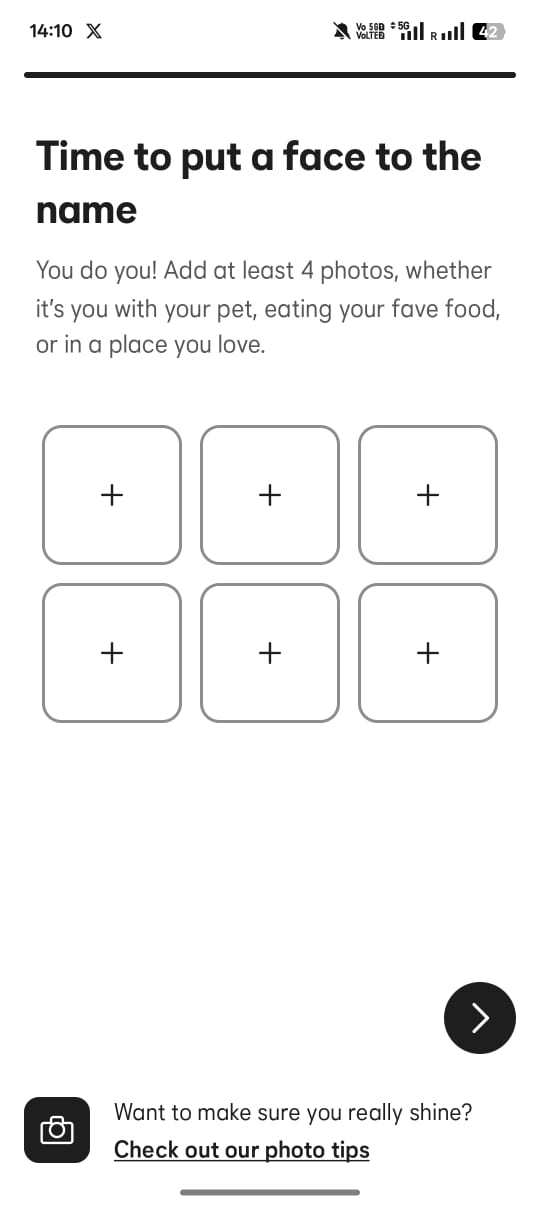 14:10 X Vo 5GD VoLTED 5G R 42
Time to put a face to the
name
You do you! Add at least 4 photos, whether
it's you with your pet, eating your fave food,
or in a place you love.
+ + +
+ + +
Want to make sure you really shine?
Check out our photo tips